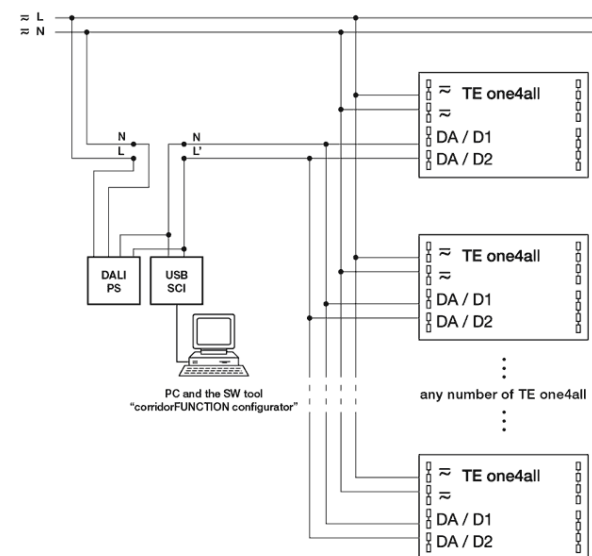 ≂ L
≂ N
≂ TE one4all
≂
DA / D1
DA / D2
N
L
N
L'
≂ TE one4all
≂
DA / D1
DA / D2
DALI
PS
USB
SCI
PC and the SW tool
“corridorFUNCTION configurator”
any number of TE one4all
≂ TE one4all
≂
DA / D1
DA / D2